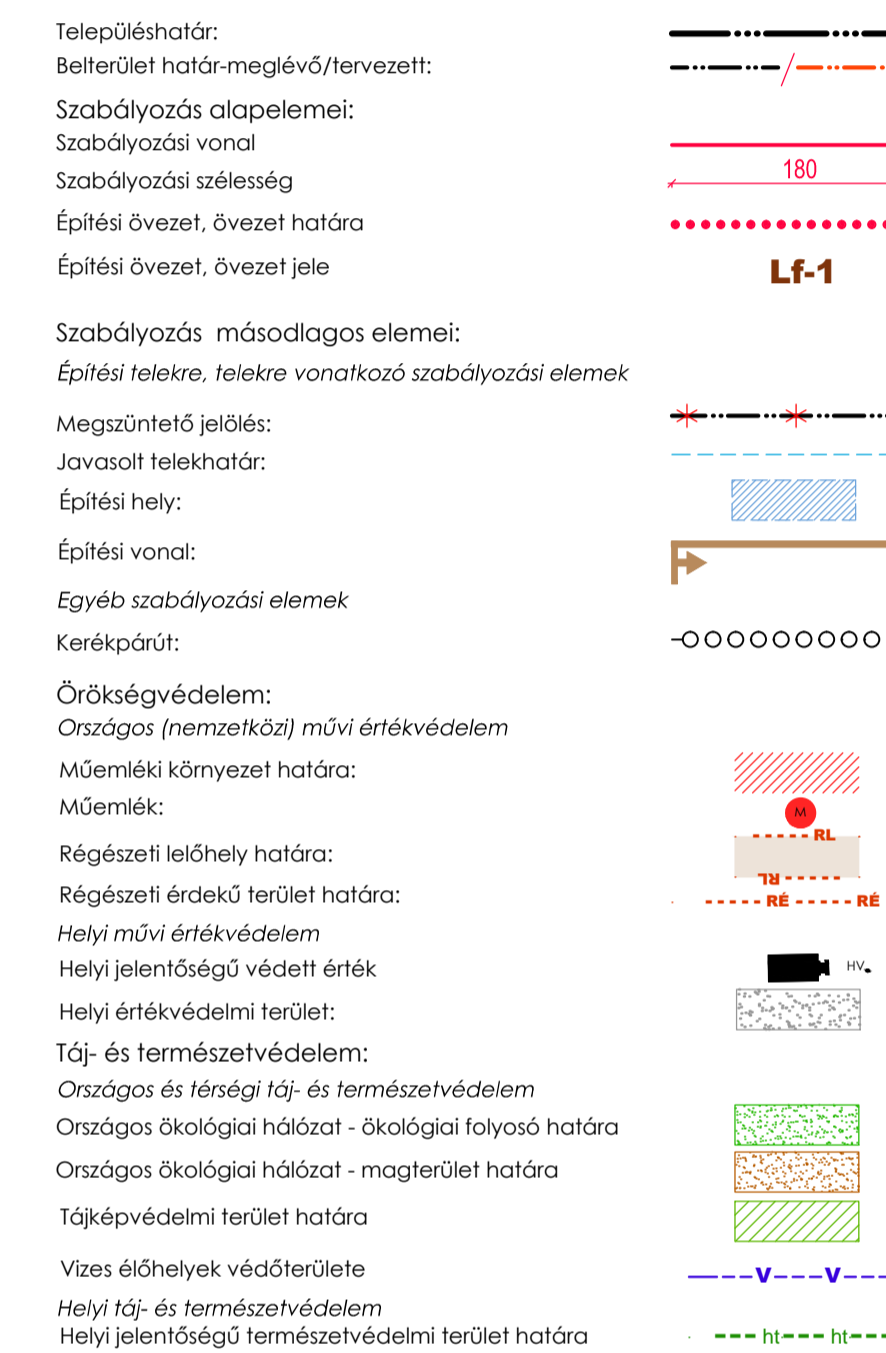 Településhatár:
Belterület határ-meglévő/tervezett:
Szabályozás alapelemei:
Szabályozási vonal
Szabályozási szélesség 180
Építési övezet, övezet határa
Építési övezet, övezet jele Lf-1
Szabályozás másodlagos elemei:
Építési telekre, telekre vonatkozó szabályozási elemek
Megszüntető jelölés:
Javasolt telekhatár:
Építési hely:
Építési vonal:
Egyéb szabályozási elemek
Kerékpárút:
Örökségvédelem:
Országos (nemzetközi) művi értékvédelem
Műemléki környezet határa:
Műemlék: M
RL
Régészeti lelőhely határa:
RL
Régészeti érdekű terület határa: RÉ RÉ
Helyi művi értékvédelem
Helyi jelentőségű védett érték HV
Helyi értékvédelmi terület:
Táj- és természetvédelem:
Országos és térségi táj- és természetvédelem
Országos ökológiai hálózat - ökológiai folyosó határa
Országos ökológiai hálózat - magterület határa
Tájképvédelmi terület határa
Vizes élőhelyek védőterülete V V
Helyi táj- és természetvédelem
Helyi jelentőségű természetvédelmi terület határa ht ht